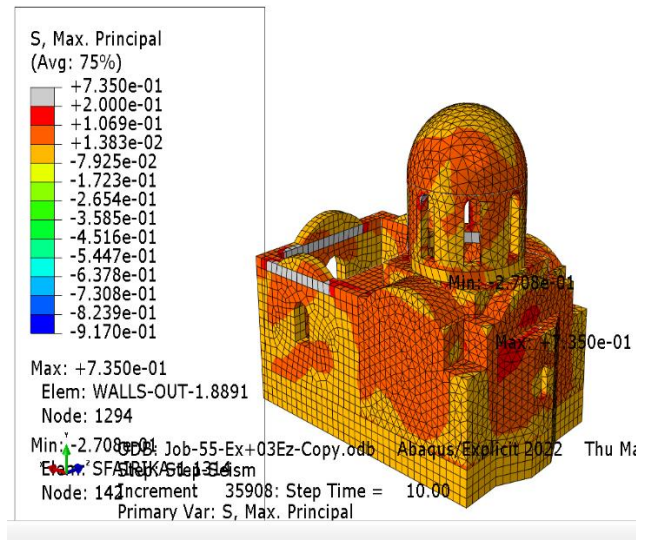 S, Max. Principal
(Avg: 75%)
+7.350e-01
+2.000e-01
+1.069e-01
+1.383e-02
-7.925e-02
-1.723e-01
-2.654e-01
-3.585e-01
-4.516e-01
-5.447e-01
-6.378e-01
-7.308e-01
-8.239e-01
-9.170e-01
Max: +7.350e-01
Elem: WALLS-OUT-1.8891
Node: 1294
Min: -2.708e-01
Node: 142
Min: -2.708e-01
Max: +7.350e-01
ODB: Job-55-Ex+03Ez-Copy.odb Abaqus/Explicit 2022 Thu
Step: Step-Seism
Increment 35908: Step Time = 10.00
Primary Var: S, Max. Principal